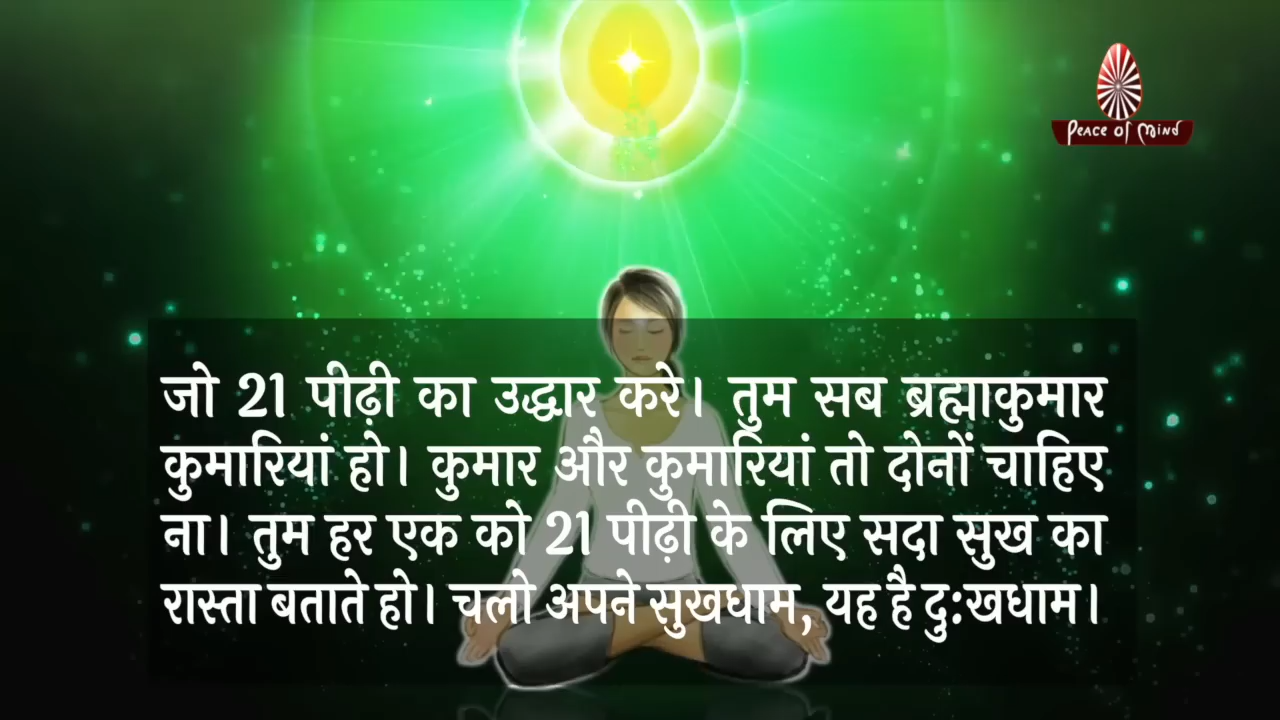 Peace of Mind
जो 21 पीढ़ी का उद्धार करे। तुम सब ब्रह्माकुमार
कुमारियां हो। कुमार और कुमारियां तो दोनों चाहिए
ना। तुम हर एक को 21 पीढ़ी के लिए सदा सुख का
रास्ता बताते हो। चलो अपने सुखधाम, यह है दु:खधाम।